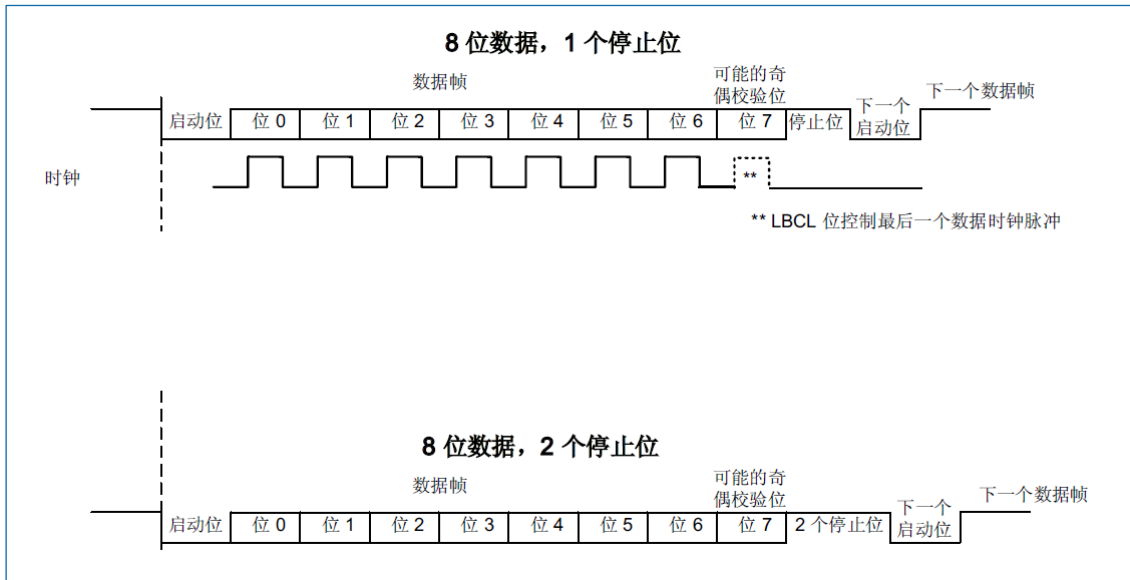 8 位数据，1 个停止位
数据帧
可能的奇
偶校验位
下一个数据帧
启动位 位 0 位 1 位 2 位 3 位 4 位 5 位 6 位 7 停止位
下一个
启动位
时钟
**
** LBCL 位控制最后一个数据时钟脉冲
8 位数据，2 个停止位
数据帧
可能的奇
偶校验位
下一个数据帧
启动位 位 0 位 1 位 2 位 3 位 4 位 5 位 6 位 7 2 个停止位
下一个
启动位